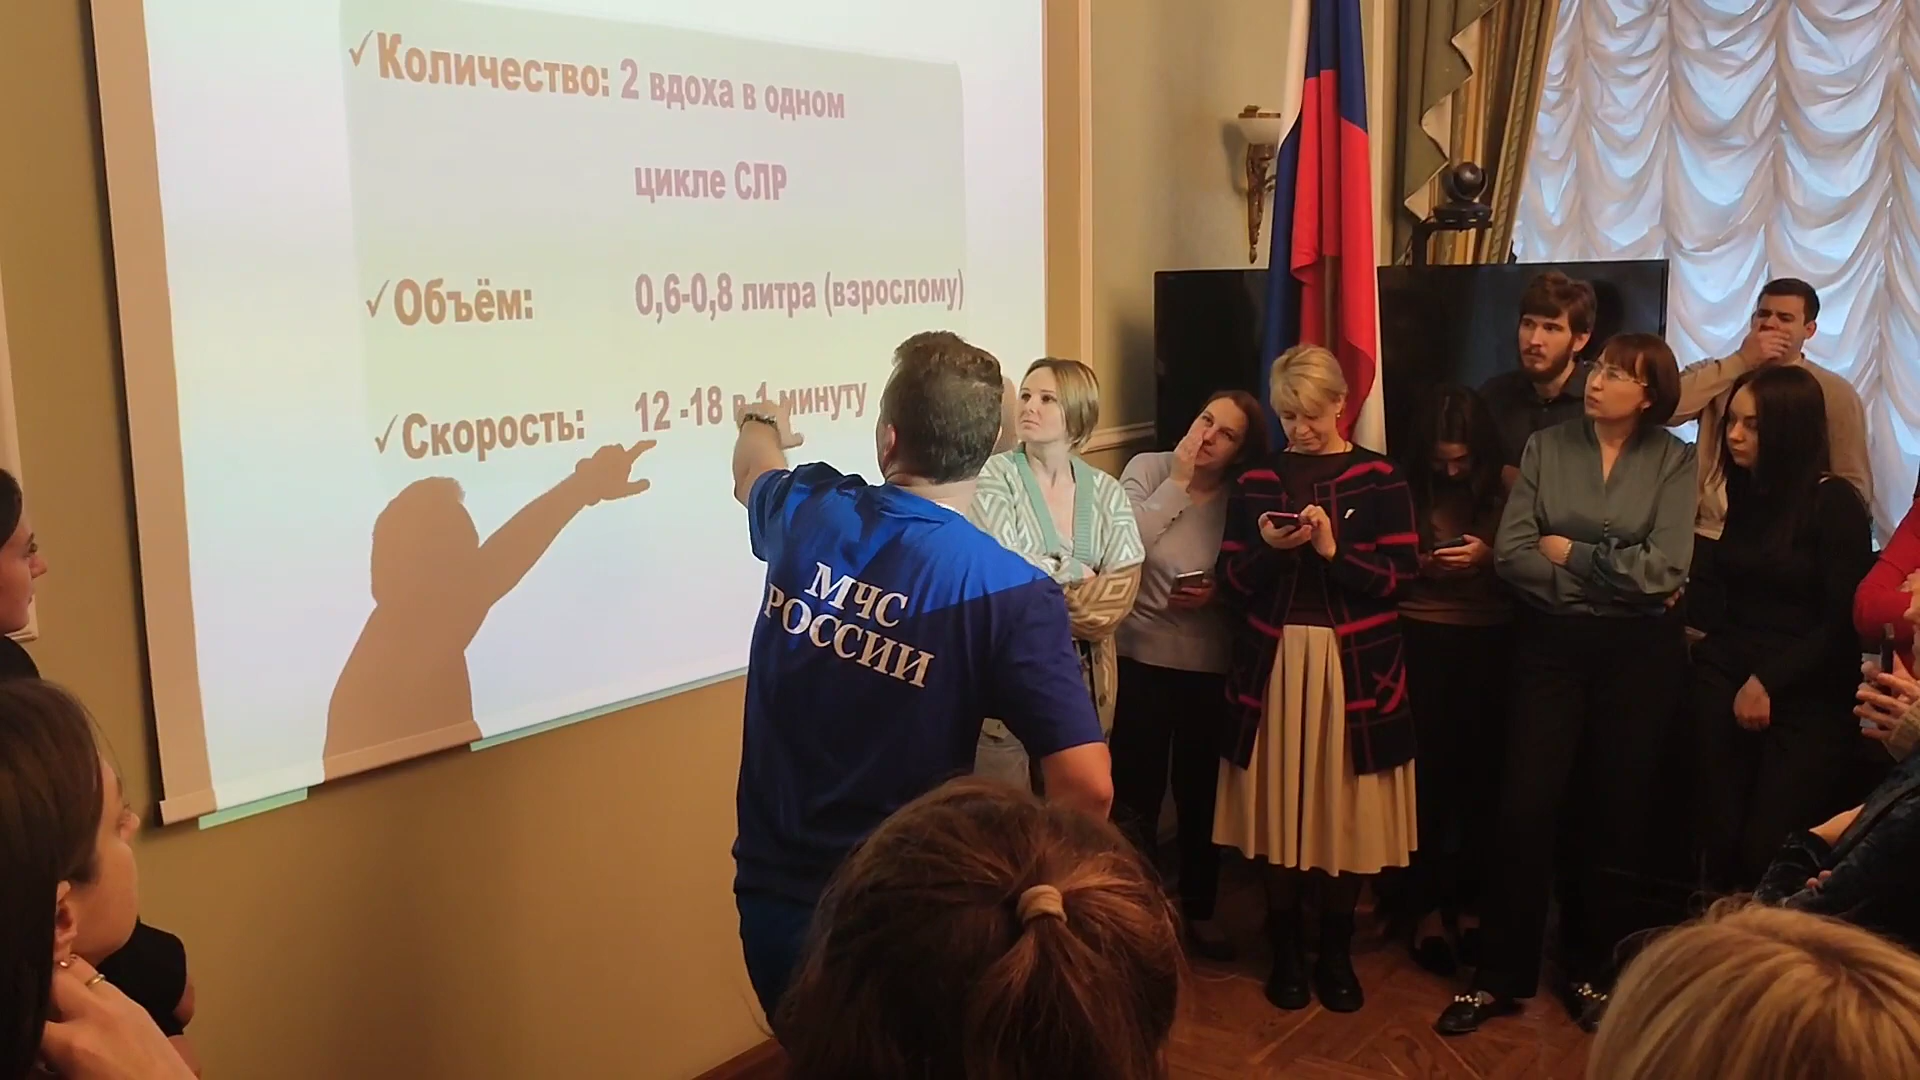 ✓Количество: 2 вдоха в одном
цикле СЛР
✓Объём: 0,6-0,8 литра (взрослому)
✓Скорость: 12 -18 в 1 минуту
МЧС
РОССИИ